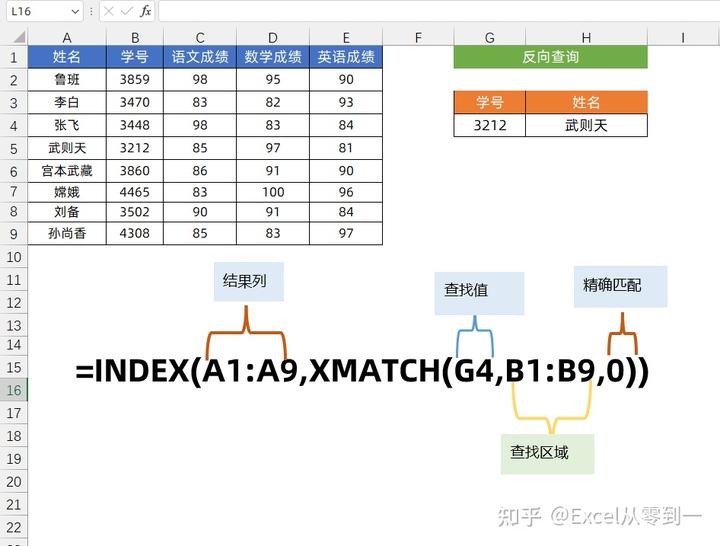 L16
fx
A B C D E F G H I
1 姓名 学号 语文成绩 数学成绩 英语成绩 反向查询
2 鲁班 3859 98 95 90
3 李白 3470 83 82 93 学号 姓名
4 张飞 3448 98 83 84 3212 武则天
5 武则天 3212 85 97 81
6 宫本武藏 3860 86 91 90
7 嫦娥 4465 83 100 96
8 刘备 3502 90 91 84
9 孙尚香 4308 85 83 97
10
11 结果列 查找值 精确匹配
12
13
14
15 =INDEX(A1:A9,XMATCH(G4,B1:B9,0))
16
17
18
19 查找区域
20
21
22 知乎 @Excel从零到一